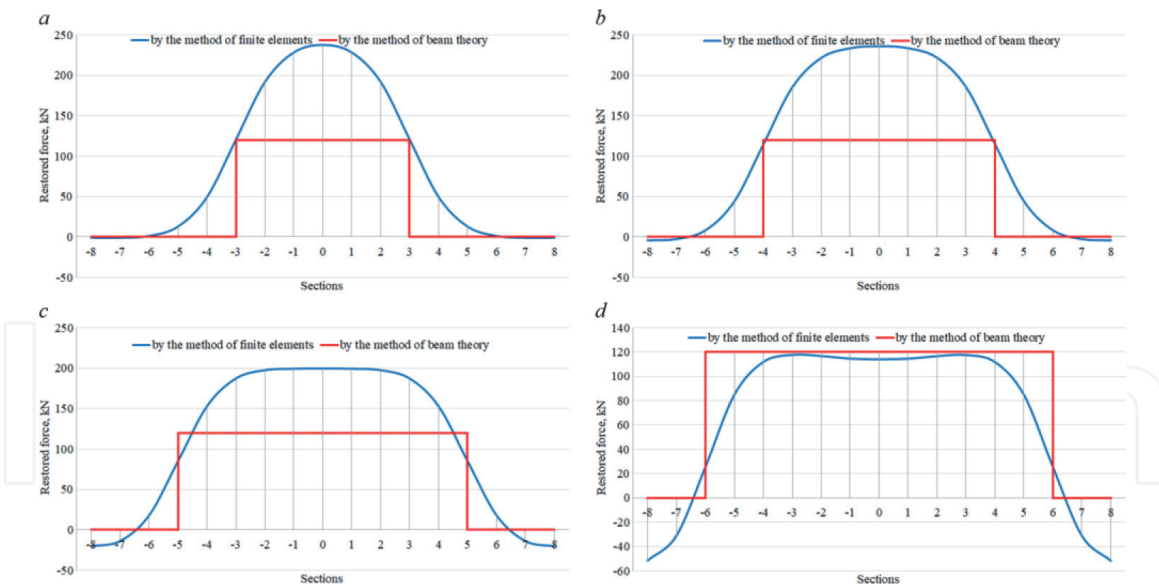 a
by the method of finite elements by the method of beam theory
250
200
150
100
50
0
-50
Restored force, kN
-8 -7 -6 -5 -4 -3 -2 -1 0 1 2 3 4 5 6 7 8
Sections
b
by the method of finite elements by the method of beam theory
250
200
150
100
50
0
-50
Restored force, kN
-8 -7 -6 -5 -4 -3 -2 -1 0 1 2 3 4 5 6 7 8
Sections
c
by the method of finite elements by the method of beam theory
250
200
150
100
50
0
-50
Restored force, kN
-8 -7 -6 -5 -4 -3 -2 -1 0 1 2 3 4 5 6 7 8
Sections
d
by the method of finite elements by the method of beam theory
140
120
100
80
60
40
20
0
-20
-40
-60
Restored force, kN
-8 -7 -6 -5 -4 -3 -2 -1 0 1 2 3 4 5 6 7 8
Sections